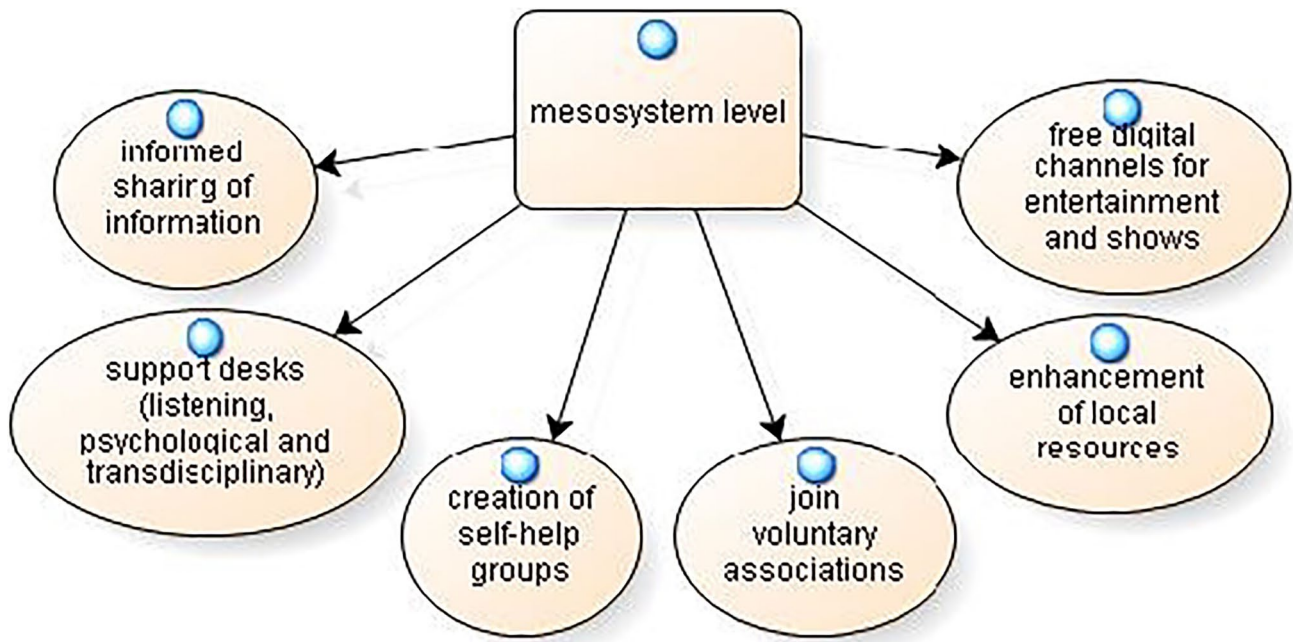 mesosystem level
informed
sharing of
information
free digital
channels for
entertainment
and shows
support desks
(listening,
psychological and
transdisciplinary)
enhancement
of local
resources
creation of
self-help
groups
join
voluntary
associations